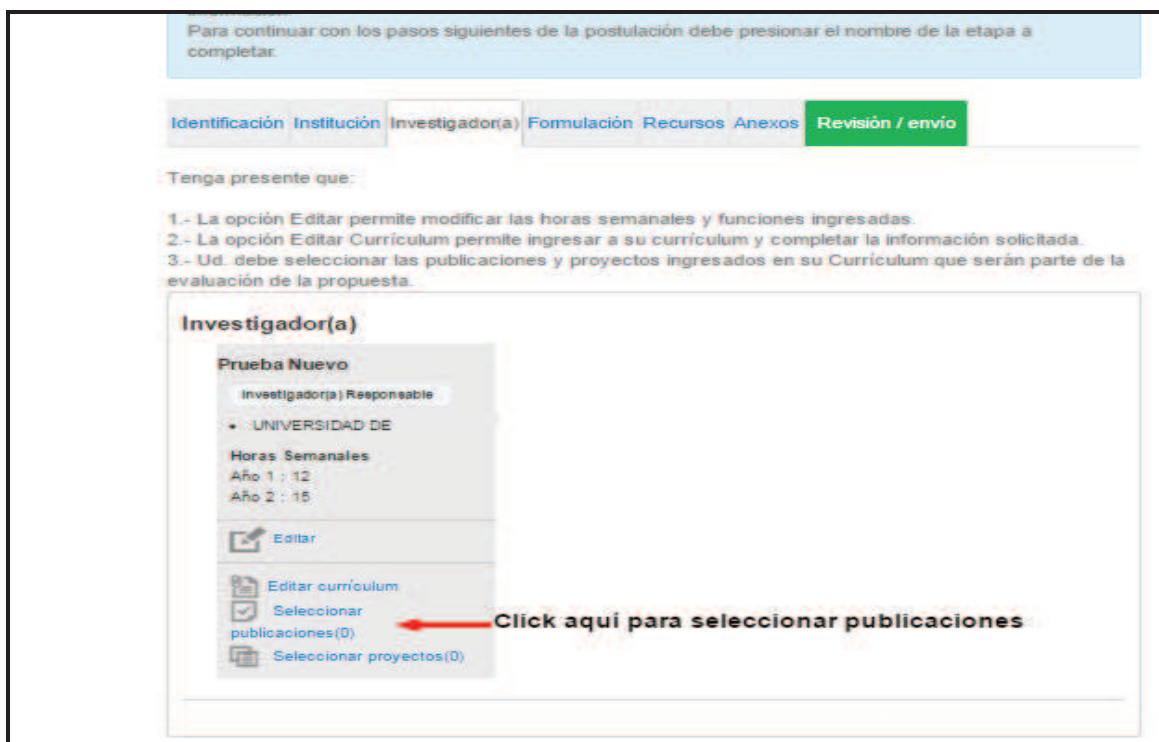 Para continuar con los pasos siguientes de la postulación debe presionar el nombre de la etapa a
completar.
Identificación Institución Investigador(a) Formulación Recursos Anexos Revisión / envío
Tenga presente que:
1.- La opción Editar permite modificar las horas semanales y funciones ingresadas.
2.- La opción Editar Currículum permite ingresar a su currículum y completar la información solicitada.
3.- Ud. debe seleccionar las publicaciones y proyectos ingresados en su Currículum que serán parte de la
evaluación de la propuesta.
Investigador(a)
Prueba Nuevo
Investigador(a) Responsable
• UNIVERSIDAD DE
Horas Semanales
Año 1 : 12
Año 2 : 15
Editar
Editar currículum
Seleccionar
publicaciones(0)
Click aquí para seleccionar publicaciones
Seleccionar proyectos(0)